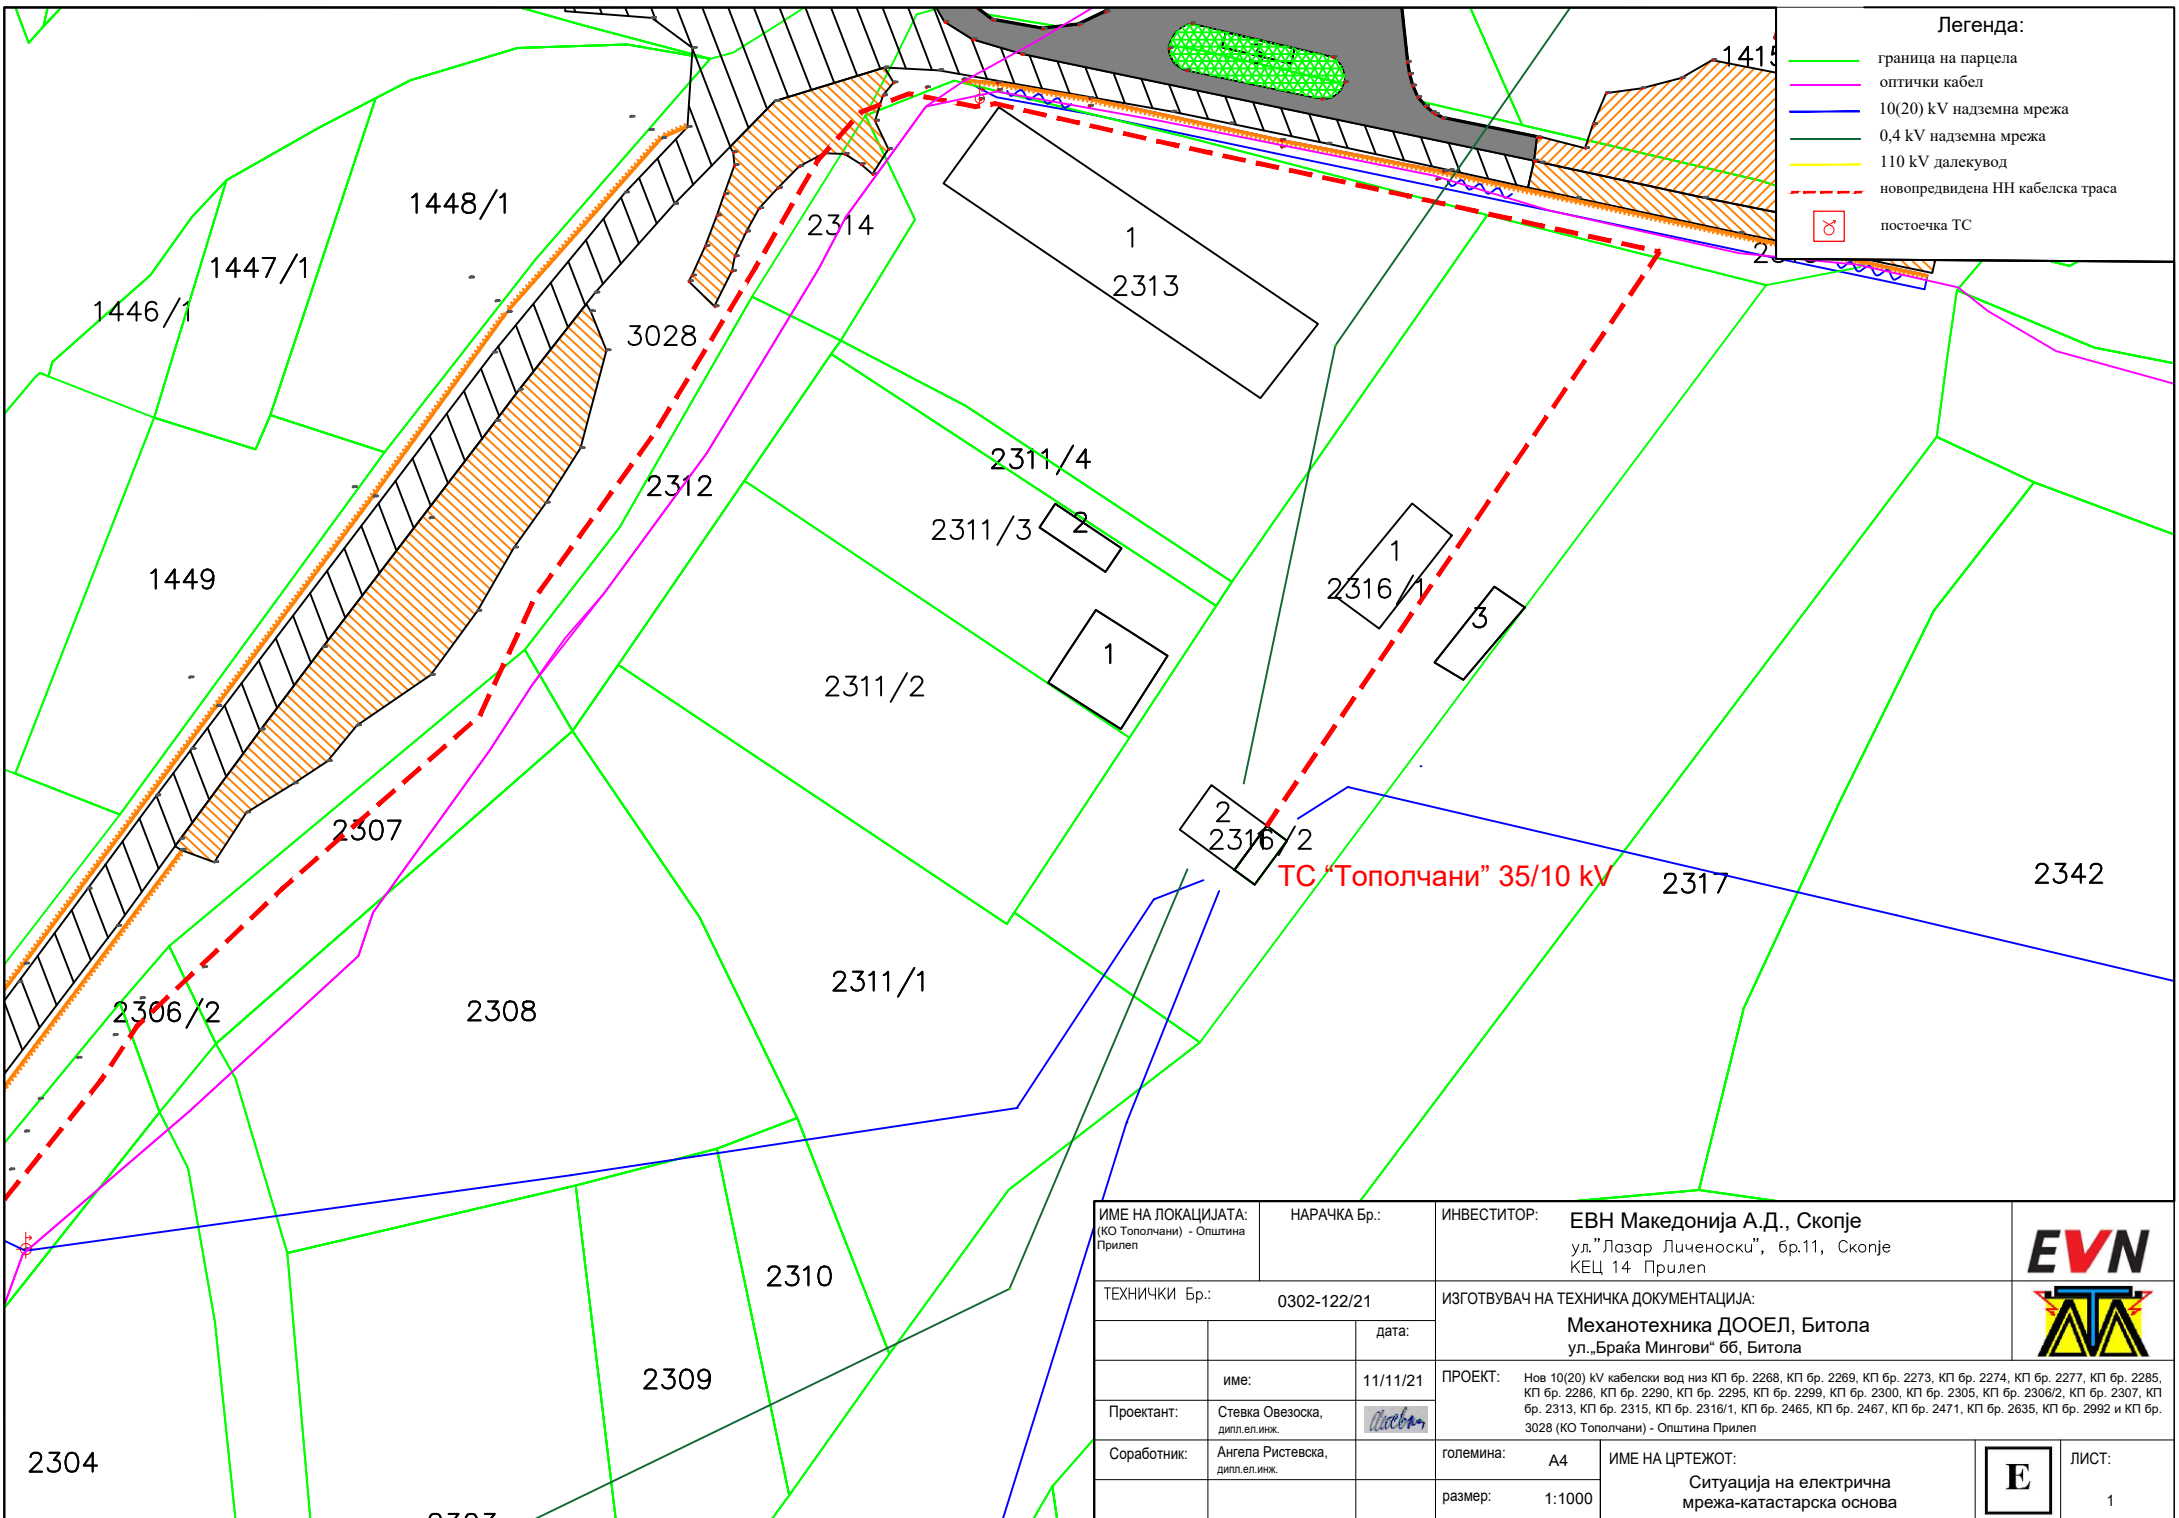 Легенда:
граница на парцела
оптички кабел
10(20) kV надземна мрежа
0,4 kV надземна мрежа
110 kV далекувод
новопредвидена НН кабелска траса
постоечка ТС
1415
1448/1
2314
1
2313
1447/1
1446/1
3028
2311/4
2312
2
2311/3
1
1449
2316/1
3
1
2311/2
2
2307
2316/2
ТС “Тополчани” 35/10 kV
2317
2342
2311/1
2306/2
2308
2310
2309
2304
ИМЕ НА ЛОКАЦИЈАТА:
(КО Тополчани) - Општина
Прилеп
НАРАЧКА Бр.:
ИНВЕСТИТОР:
ЕВН Македонија А.Д., Скопје
ул."Лазар Личеноски", бр.11, Скопје
КЕЦ 14 Прилеп
EVN
ТЕХНИЧКИ Бр.:
0302-122/21
ИЗГОТВУВАЧ НА ТЕХНИЧКА ДОКУМЕНТАЦИЈА:
Механотехника ДООЕЛ, Битола
ул.„Браќа Мингови“ бб, Битола
дата:
име:
11/11/21
ПРОЕКТ:
Нов 10(20) kV кабелски вод низ КП бр. 2268, КП бр. 2269, КП бр. 2273, КП бр. 2274, КП бр. 2277, КП бр. 2285,
КП бр. 2286, КП бр. 2290, КП бр. 2295, КП бр. 2299, КП бр. 2300, КП бр. 2305, КП бр. 2306/2, КП бр. 2307, КП
бр. 2313, КП бр. 2315, КП бр. 2316/1, КП бр. 2465, КП бр. 2467, КП бр. 2471, КП бр. 2635, КП бр. 2992 и КП бр.
3028 (КО Тополчани) - Општина Прилеп
Проектант:
Стевка Овезоска,
дипл.ел.инж.
Соработник:
Ангела Ристевска,
дипл.ел.инж.
големина:
А4
размер:
1:1000
ИМЕ НА ЦРТЕЖОТ:
Ситуација на електрична
мрежа-катастарска основа
E
ЛИСТ:
1